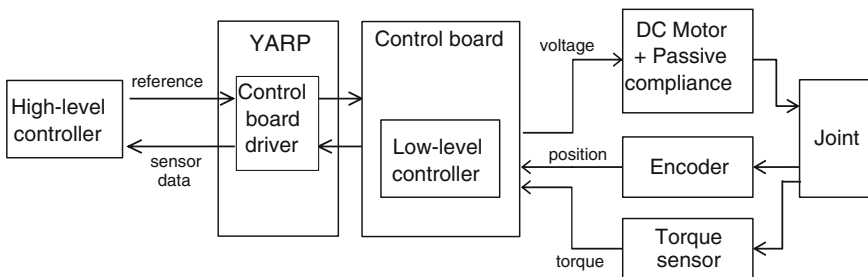 YARP
Control board
voltage
DC Motor
+ Passive
compliance
reference
High-level
controller
Control
board
driver
Low-level
controller
position
Encoder
Joint
sensor
data
torque
Torque
sensor